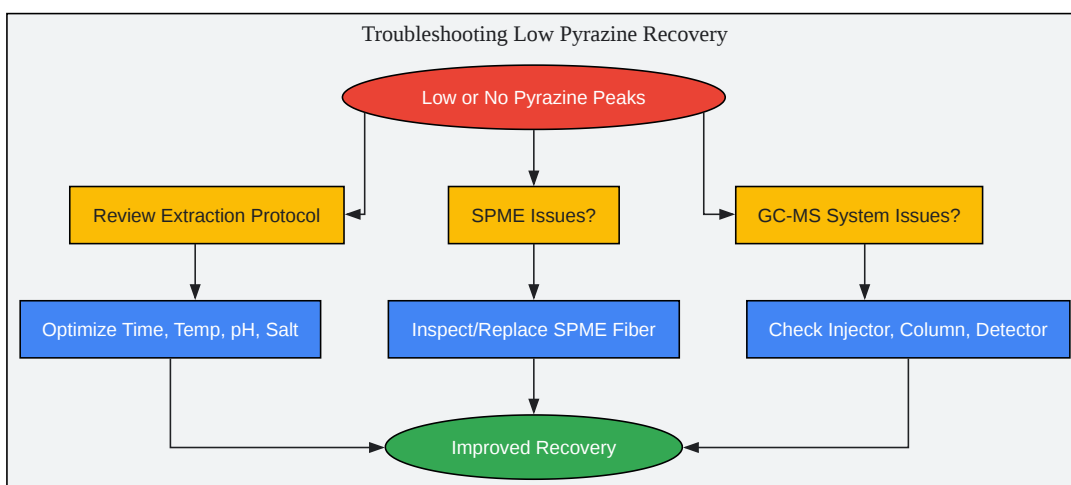 Troubleshooting Low Pyrazine Recovery
Low or No Pyrazine Peaks
Review Extraction Protocol
SPME Issues?
GC-MS System Issues?
Optimize Time, Temp, pH, Salt
Inspect/Replace SPME Fiber
Check Injector, Column, Detector
Improved Recovery